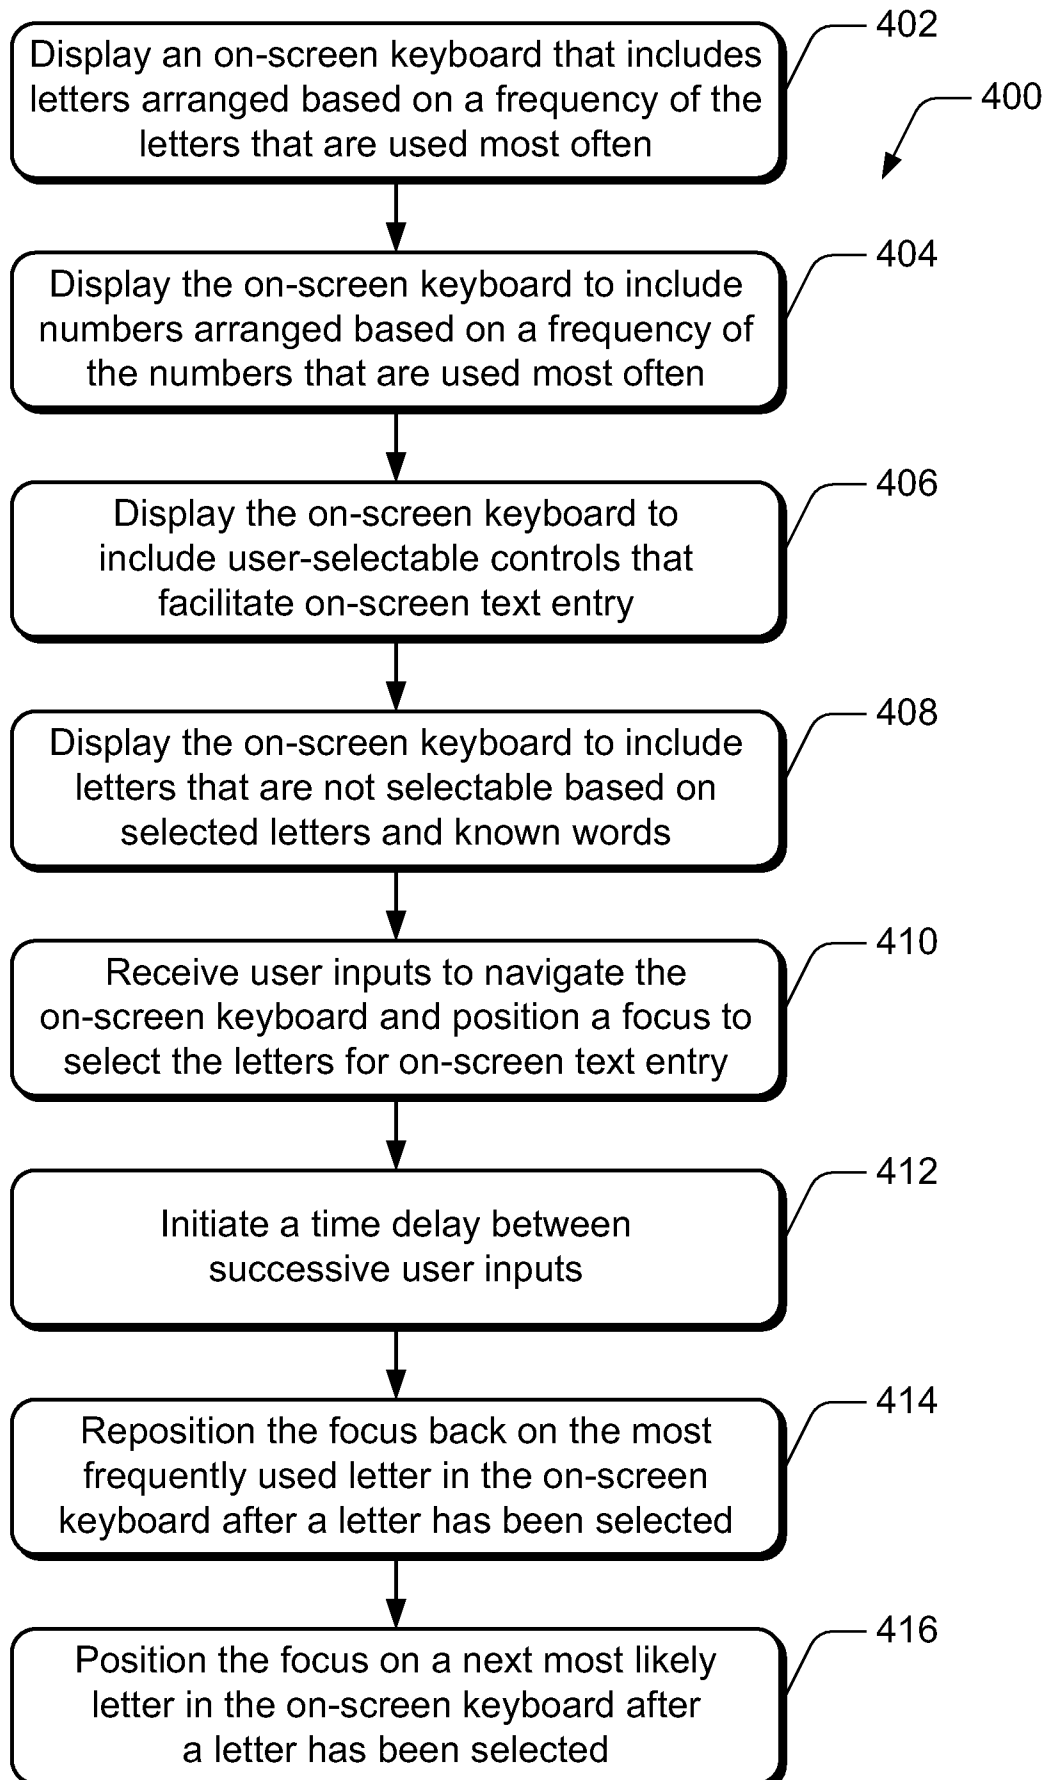 402
Display an on-screen keyboard that includes
letters arranged based on a frequency of the
letters that are used most often
400
404
Display the on-screen keyboard to include
numbers arranged based on a frequency of
the numbers that are used most often
406
Display the on-screen keyboard to
include user-selectable controls that
facilitate on-screen text entry
408
Display the on-screen keyboard to include
letters that are not selectable based on
selected letters and known words
410
Receive user inputs to navigate the
on-screen keyboard and position a focus to
select the letters for on-screen text entry
412
Initiate a time delay between
successive user inputs
414
Reposition the focus back on the most
frequently used letter in the on-screen
keyboard after a letter has been selected
416
Position the focus on a next most likely
letter in the on-screen keyboard after
a letter has been selected